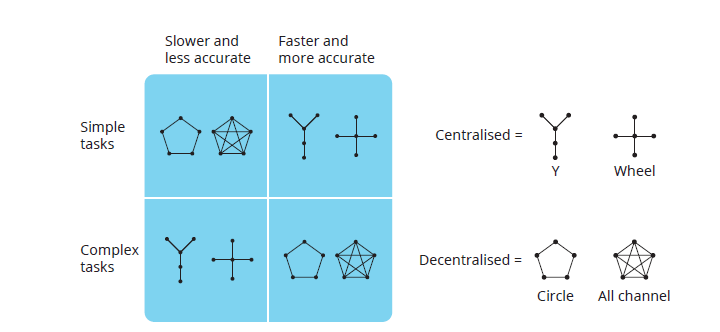 Slower and
less accurate
Faster and
more accurate
Simple
tasks
Centralised =
Y
Wheel
Complex
tasks
Decentralised =
Circle
All channel